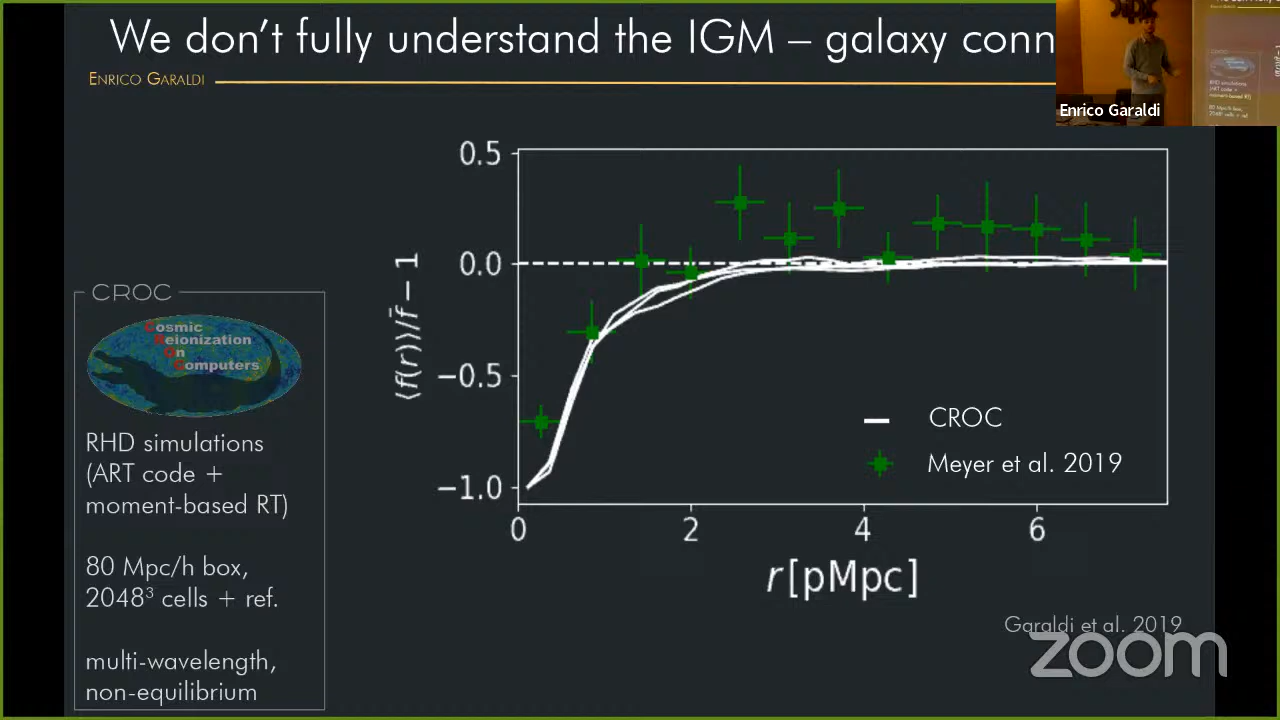 We don't fully understand the IGM – galaxy conn
ENRICO GARALDI
Enrico Garaldi
CROC
Cosmic
Reionization
On
Computers
RHD simulations
(ART code +
moment-based RT)
80 Mpc/h box,
2048³ cells + ref.
multi-wavelength,
non-equilibrium
⟨f(r)⟩/f̄ − 1
0.5
0.0
−0.5
−1.0
0 2 4 6
r[pMpc]
CROC
Meyer et al. 2019
Garaldi et al. 2019
zoom